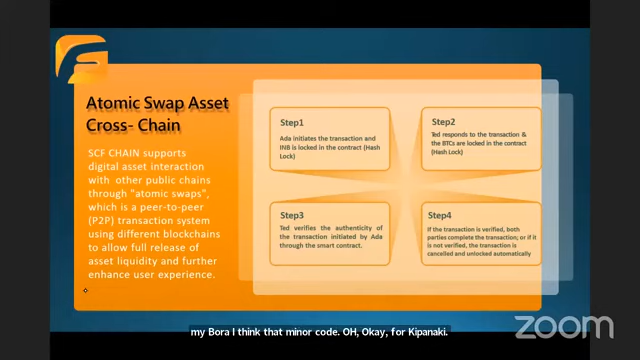 Atomic Swap Asset
Cross- Chain
SCF CHAIN supports
digital asset interaction
with other public chains
through "atomic swaps",
which is a peer-to-peer
(P2P) transaction system
using different blockchains
to allow full release of
asset liquidity and further
enhance user experience.
Step1
Ada initiates the transaction and
INB is locked in the contract (Hash
Lock)
Step2
Ted responds to the transaction &
the BTCs are locked in the contract
(Hash Lock)
Step3
Ted verifies the authenticity of
the transaction initiated by Ada
through the smart contract.
Step4
If the transaction is verified, both
parties complete the transaction; or if it
is not verified, the transaction is
cancelled and unlocked automatically
zoom
my Bora I think that minor code. OH, Okay, for Kipanaki.